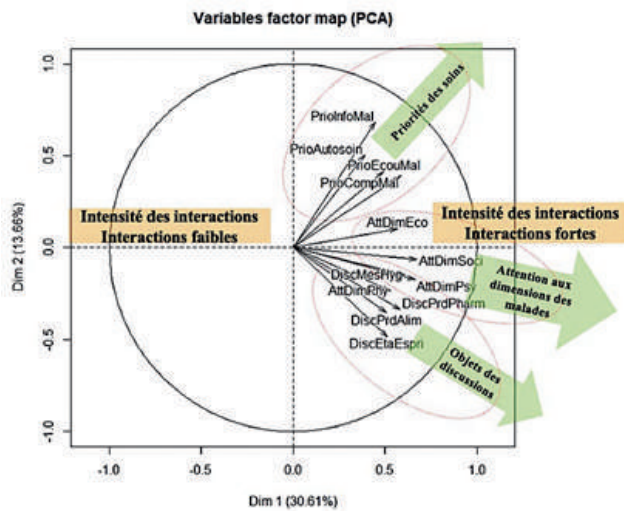 Variables factor map (PCA)
1.0
0.5
0.0
-0.5
-1.0
Dim 2 (13.66%)
PrioInfoMal
PrioAutosoin
PrioEcouMal
PrioCompMal
Priorités des soins
Intensité des interactions
Interactions faibles
Intensité des interactions
Interactions fortes
AttDimEco
AttDimSoci
DiscMesHyg
AttDimPsy
AttDimPhy
DiscPrdPharm
DiscPrdAlim
DiscEtaEspri
Attention aux
dimensions des
malades
Objets des
discussions
-1.0
-0.5
0.0
0.5
1.0
Dim 1 (30.61%)